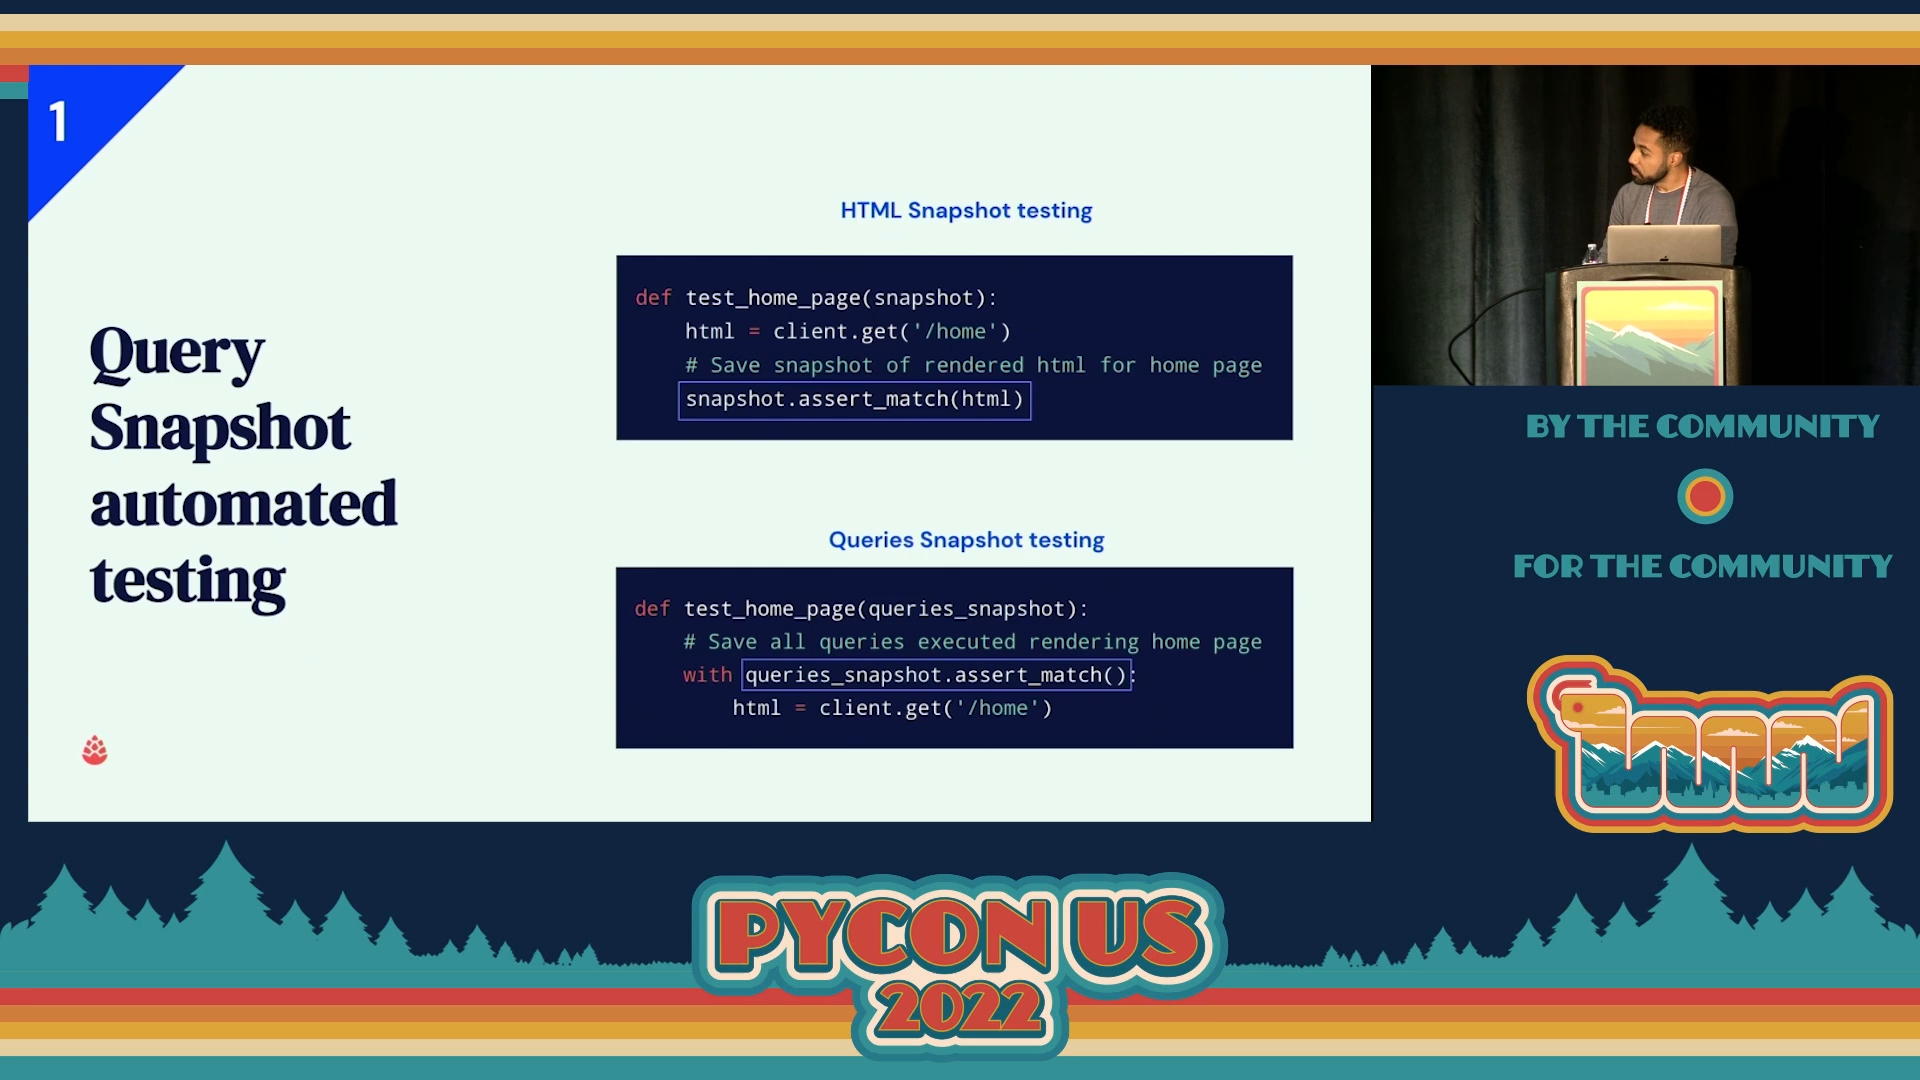 1
Query
Snapshot
automated
testing
HTML Snapshot testing
def test_home_page(snapshot):
    html = client.get('/home')
    # Save snapshot of rendered html for home page
    snapshot.assert_match(html)
Queries Snapshot testing
def test_home_page(queries_snapshot):
    # Save all queries executed rendering home page
    with queries_snapshot.assert_match():
        html = client.get('/home')
BY THE COMMUNITY
FOR THE COMMUNITY
PYCON US
2022